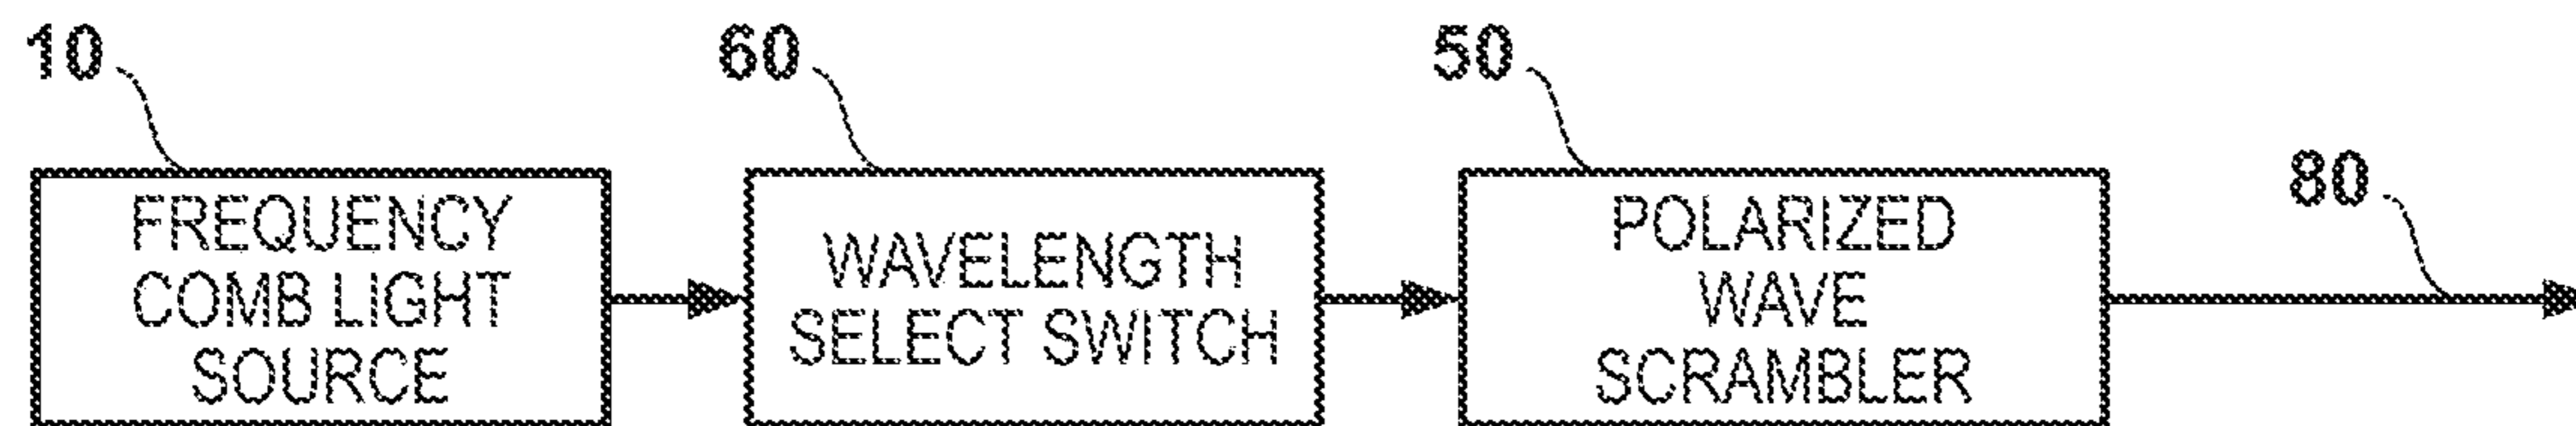 10
60
50
80
FREQUENCY
COMB LIGHT
SOURCE
WAVELENGTH
SELECT SWITCH
POLARIZED
WAVE
SCRAMBLER